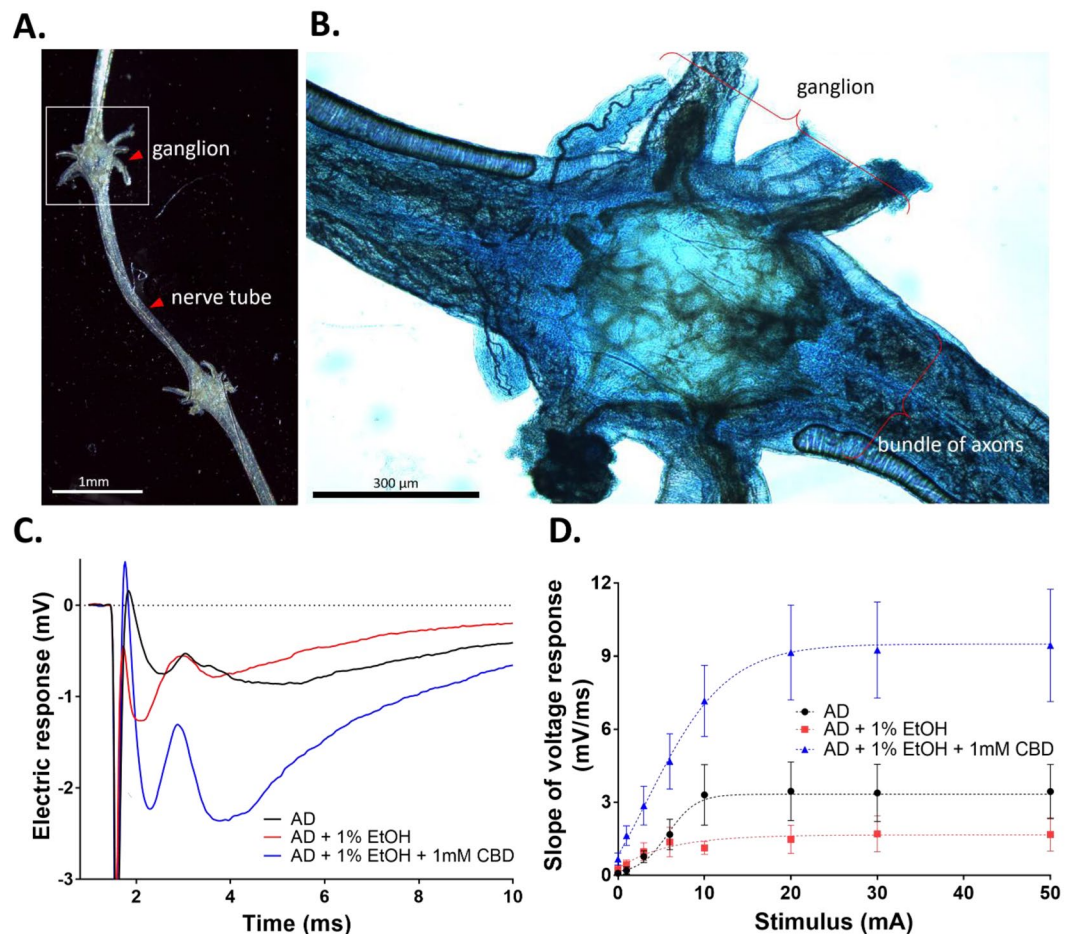 A.
ganglion
nerve tube
1mm
B.
ganglion
bundle of axons
300 µm
C.
Electric response (mV)
0
-1
-2
-3
AD
AD + 1% EtOH
AD + 1% EtOH + 1mM CBD
2
4
6
8
10
Time (ms)
D.
Slope of voltage response
(mV/ms)
12
9
6
3
0
AD
AD + 1% EtOH
AD + 1% EtOH + 1mM CBD
0
10
20
30
40
50
Stimulus (mA)